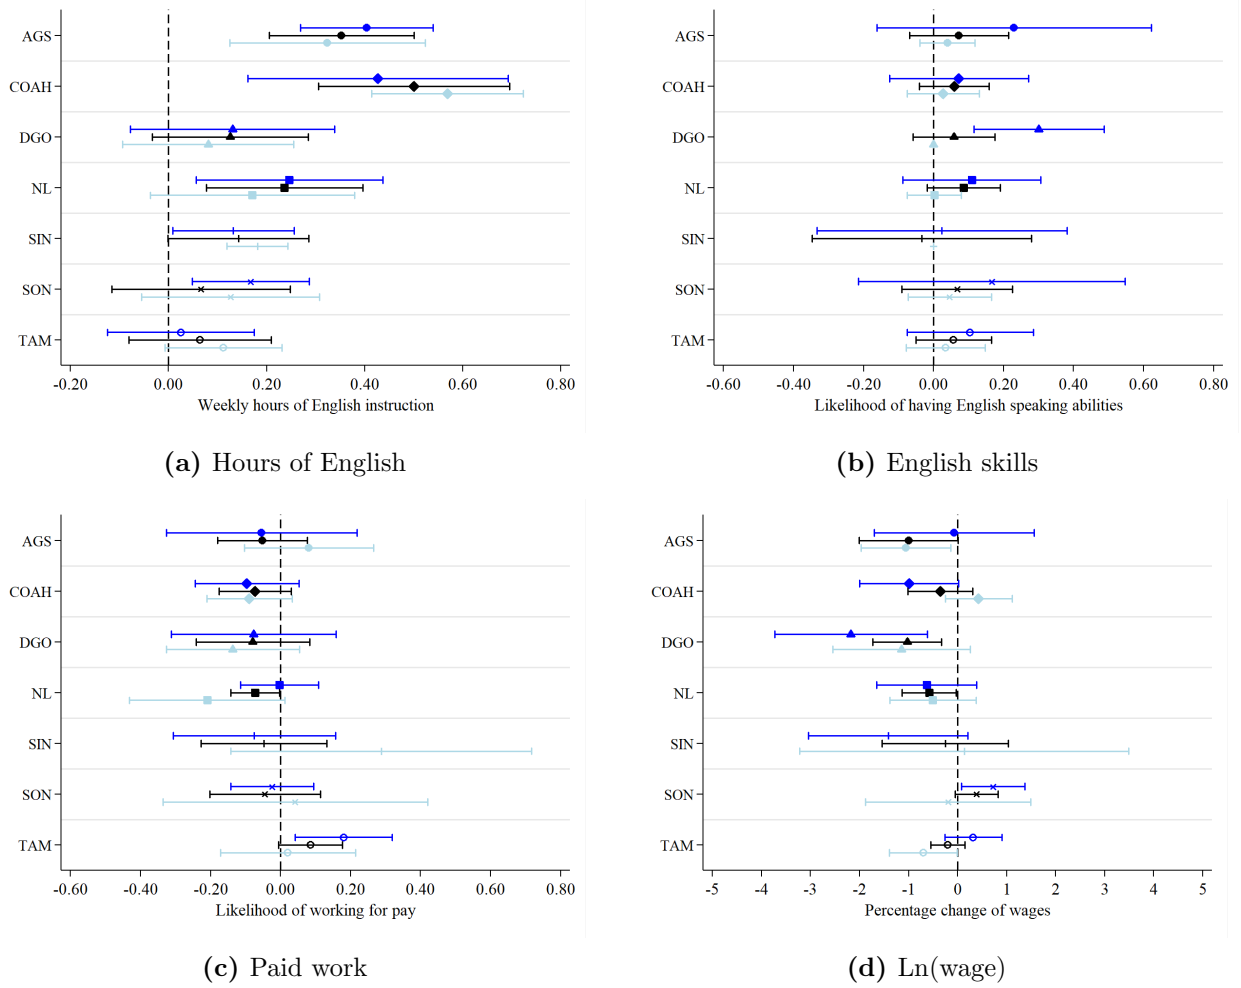 AGS
COAH
DGO
NL
SIN
SON
TAM
-0.20 0.00 0.20 0.40 0.60 0.80
Weekly hours of English instruction
(a) Hours of English
AGS
COAH
DGO
NL
SIN
SON
TAM
-0.60 -0.40 -0.20 0.00 0.20 0.40 0.60 0.80
Likelihood of having English speaking abilities
(b) English skills
AGS
COAH
DGO
NL
SIN
SON
TAM
-0.60 -0.40 -0.20 0.00 0.20 0.40 0.60 0.80
Likelihood of working for pay
(c) Paid work
AGS
COAH
DGO
NL
SIN
SON
TAM
-5 -4 -3 -2 -1 0 1 2 3 4 5
Percentage change of wages
(d) Ln(wage)